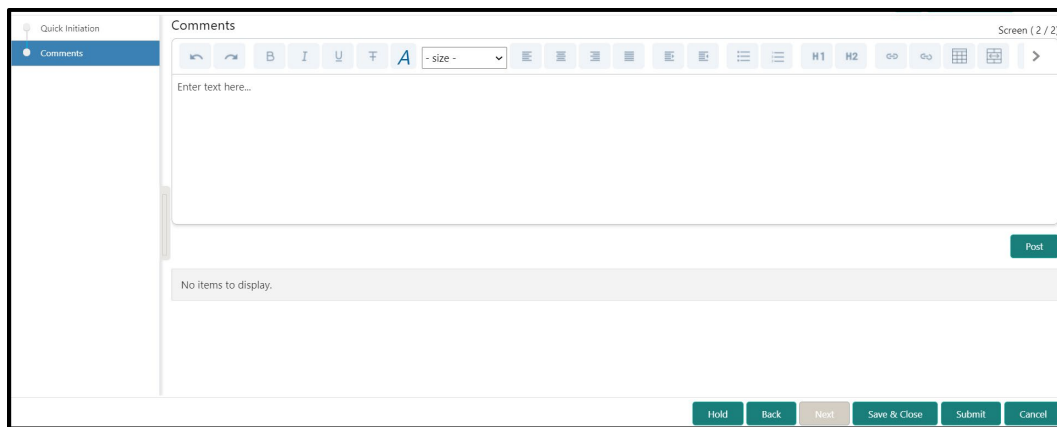 Quick Initiation
Comments
Comments
Screen ( 2 / 2)
B I U T A - size - H1 H2
Enter text here...
Post
No items to display.
Hold Back Next Save & Close Submit Cancel